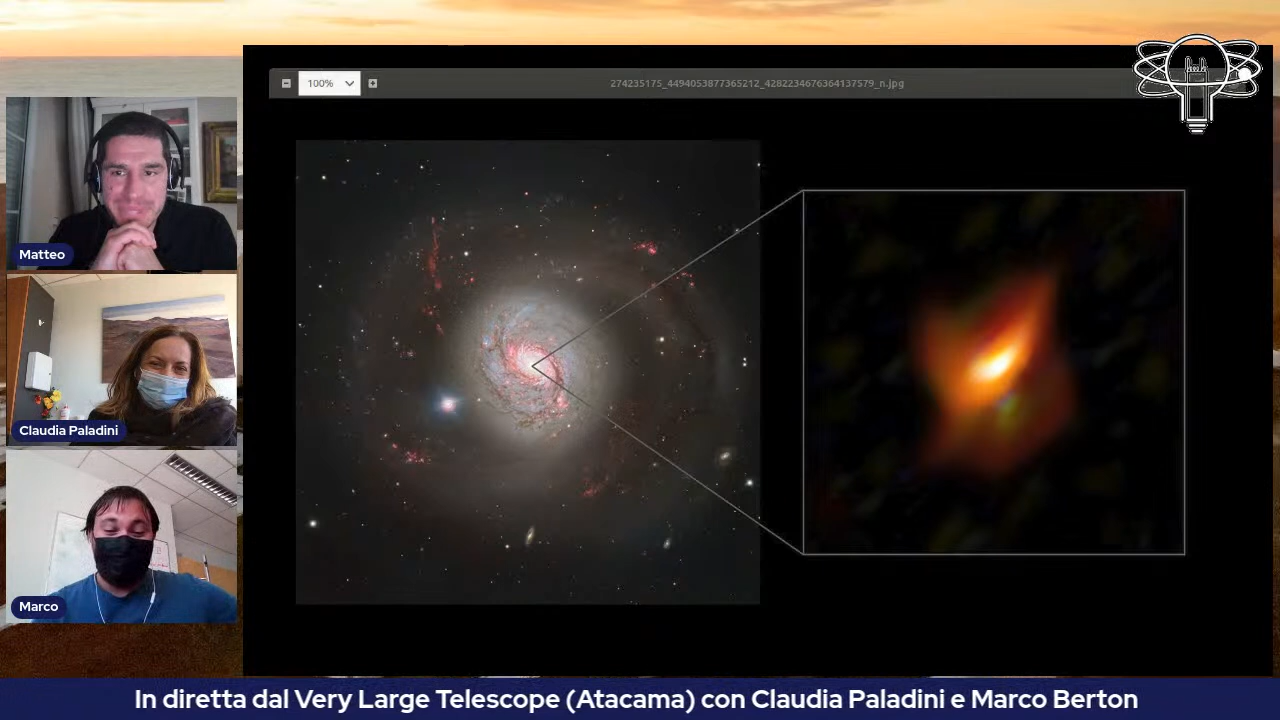 100%
274235175_4494053877365212_4282234676364137579_n.jpg
Matteo
Claudia Paladini
Marco
In diretta dal Very Large Telescope (Atacama) con Claudia Paladini e Marco Berton